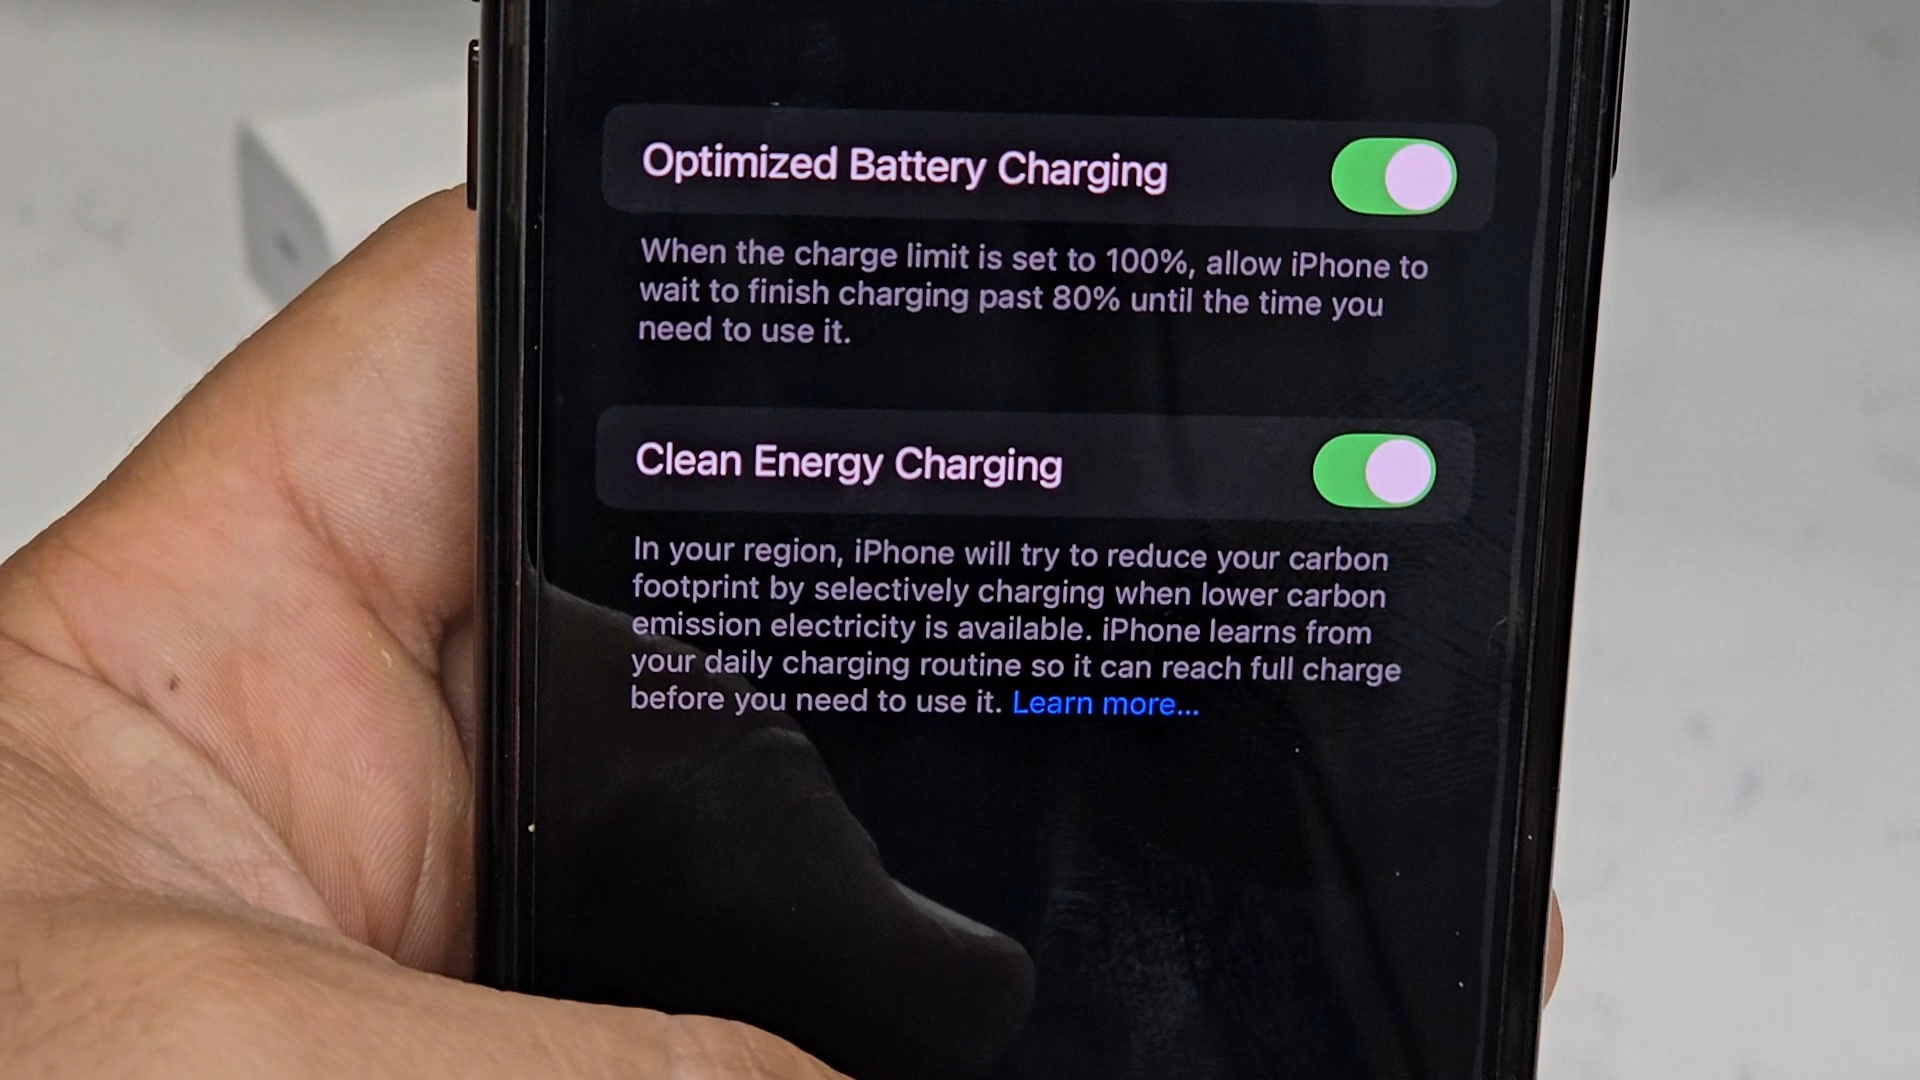 Optimized Battery Charging
When the charge limit is set to 100%, allow iPhone to
wait to finish charging past 80% until the time you
need to use it.
Clean Energy Charging
In your region, iPhone will try to reduce your carbon
footprint by selectively charging when lower carbon
emission electricity is available. iPhone learns from
your daily charging routine so it can reach full charge
before you need to use it. Learn more...